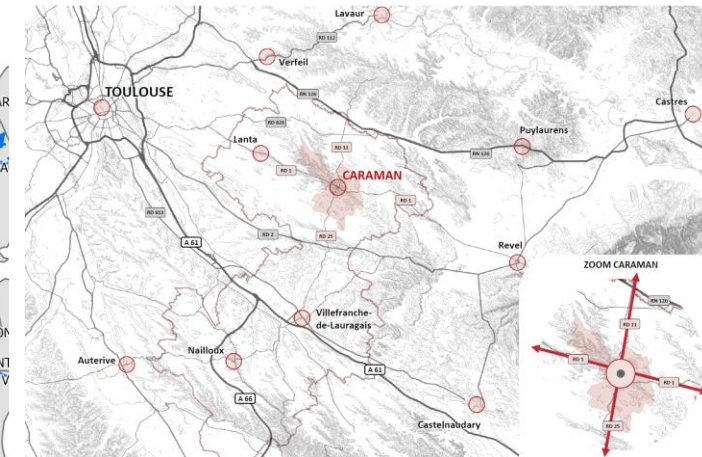 Lavaur
RD 112
Verfeil
TOULOUSE
RN 126
Castres
RD 826
Puylaurens
Lanta
RD 11
RN 126
RD 1
CARAMAN
RD 1
RD 813
RD 25
RD 2
A 61
Revel
ZOOM CARAMAN
RN 126
RD 11
Villefranche-
de-Lauragais
RD 1
Auterive
Nailloux
RD 1
A 61
A 66
RD 25
Castelnaudary